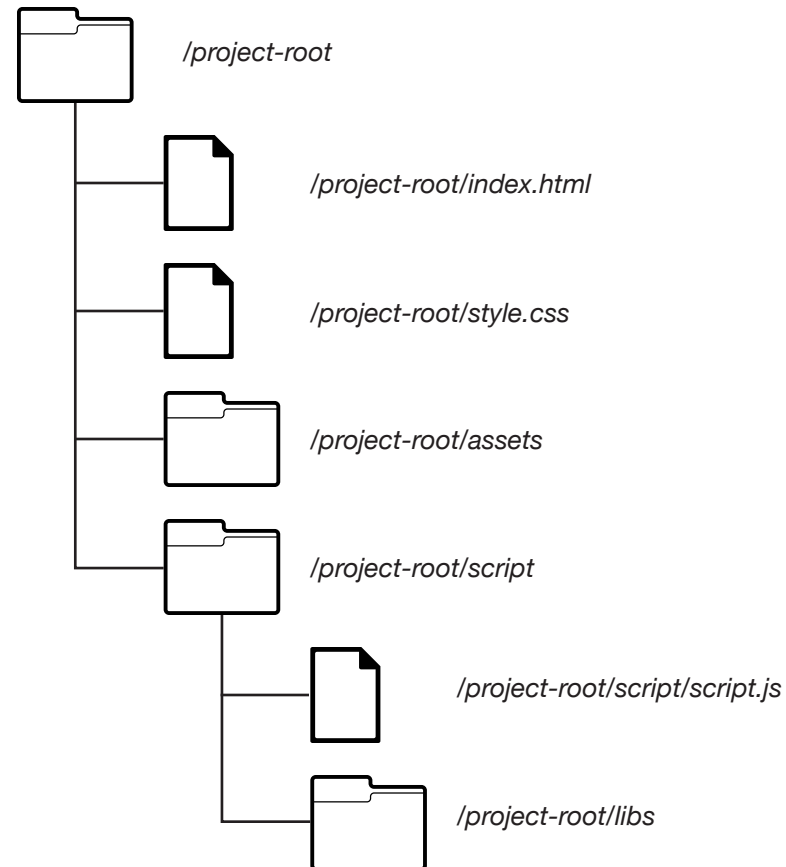 /project-root
/project-root/index.html
/project-root/style.css
/project-root/assets
/project-root/script
/project-root/script/script.js
/project-root/libs